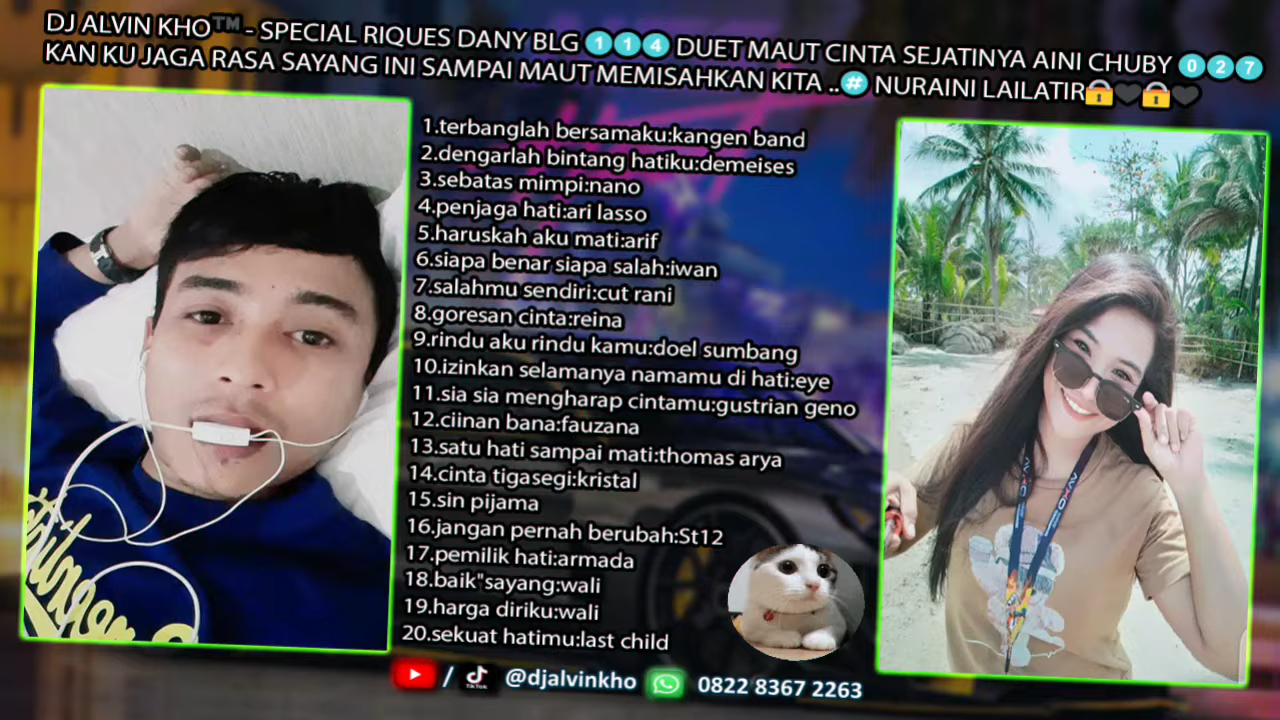 DJ ALVIN KHO™ - SPECIAL RIQUES DANY BLG ❶❶❹ DUET MAUT CINTA SEJATINYA AINI CHUBY ⓿❷❼
KAN KU JAGA RASA SAYANG INI SAMPAI MAUT MEMISAHKAN KITA ..# NURAINI LAILATIR🔒🖤🔒🖤
1.terbanglah bersamaku:kangen band
2.dengarlah bintang hatiku:demeises
3.sebatas mimpi:nano
4.penjaga hati:ari lasso
5.haruskah aku mati:arif
6.siapa benar siapa salah:iwan
7.salahmu sendiri:cut rani
8.goresan cinta:reina
9.rindu aku rindu kamu:doel sumbang
10.izinkan selamanya namamu di hati:eye
11.sia sia mengharap cintamu:gustrian geno
12.ciinan bana:fauzana
13.satu hati sampai mati:thomas arya
14.cinta tigasegi:kristal
15.sin pijama
16.jangan pernah berubah:St12
17.pemilik hati:armada
18.baik"sayang:wali
19.harga diriku:wali
20.sekuat hatimu:last child
/ TikTok @djalvinkho 0822 8367 2263